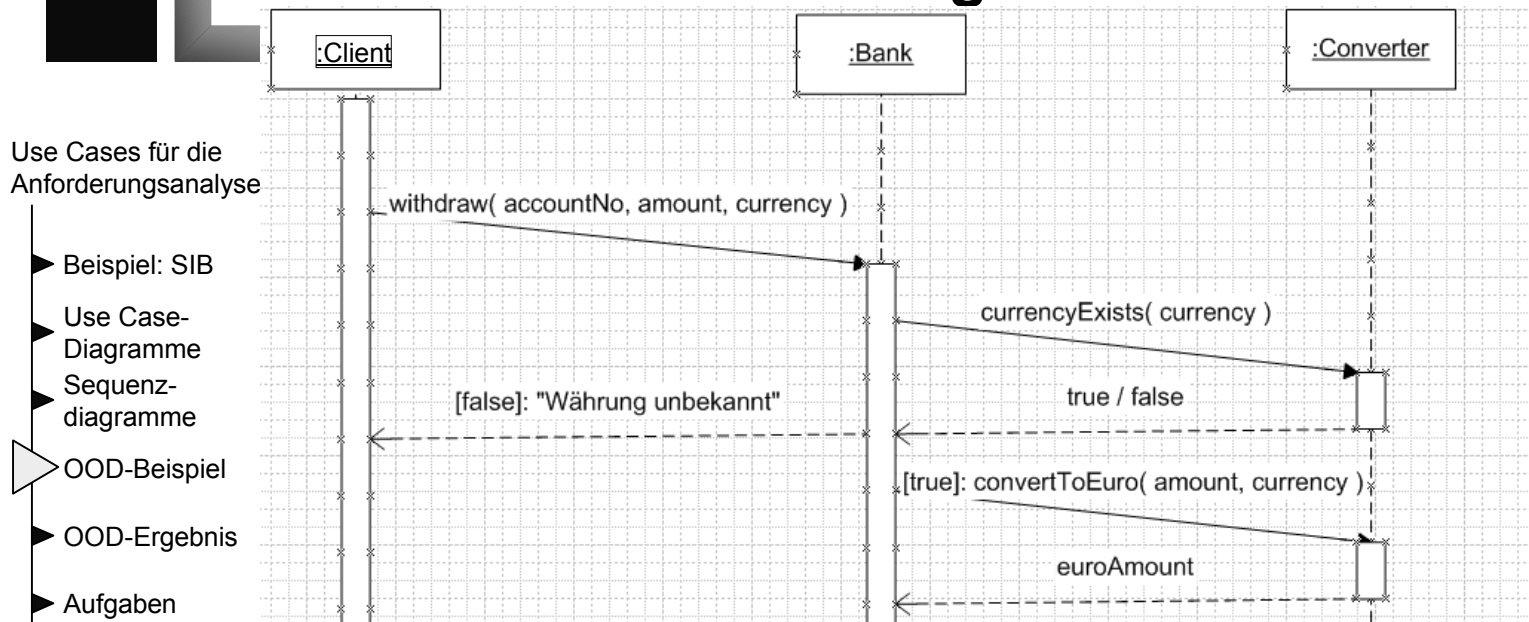 :Client
:Bank
:Converter
Use Cases für die
Anforderungsanalyse
Beispiel: SIB
Use Case-
Diagramme
Sequenz-
diagramme
OOD-Beispiel
OOD-Ergebnis
Aufgaben
withdraw( accountNo, amount, currency )
currencyExists( currency )
true / false
[false]: "Währung unbekannt"
[true]: convertToEuro( amount, currency )
euroAmount